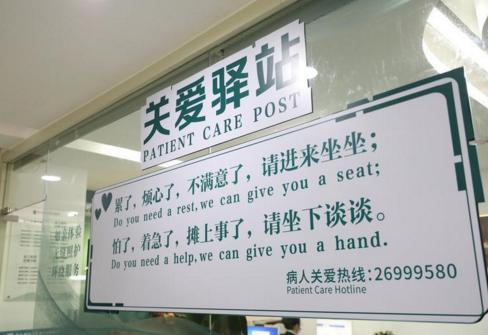 关爱驿站
PATIENT CARE POST
累了，烦心了，不满意了，请进来坐坐；
Do you need a rest,we can give you a seat;
怕了，着急了，摊上事了，请坐下谈谈。
Do you need a help,we can give you a hand.
病人关爱热线:26999580
Patient Care Hotline